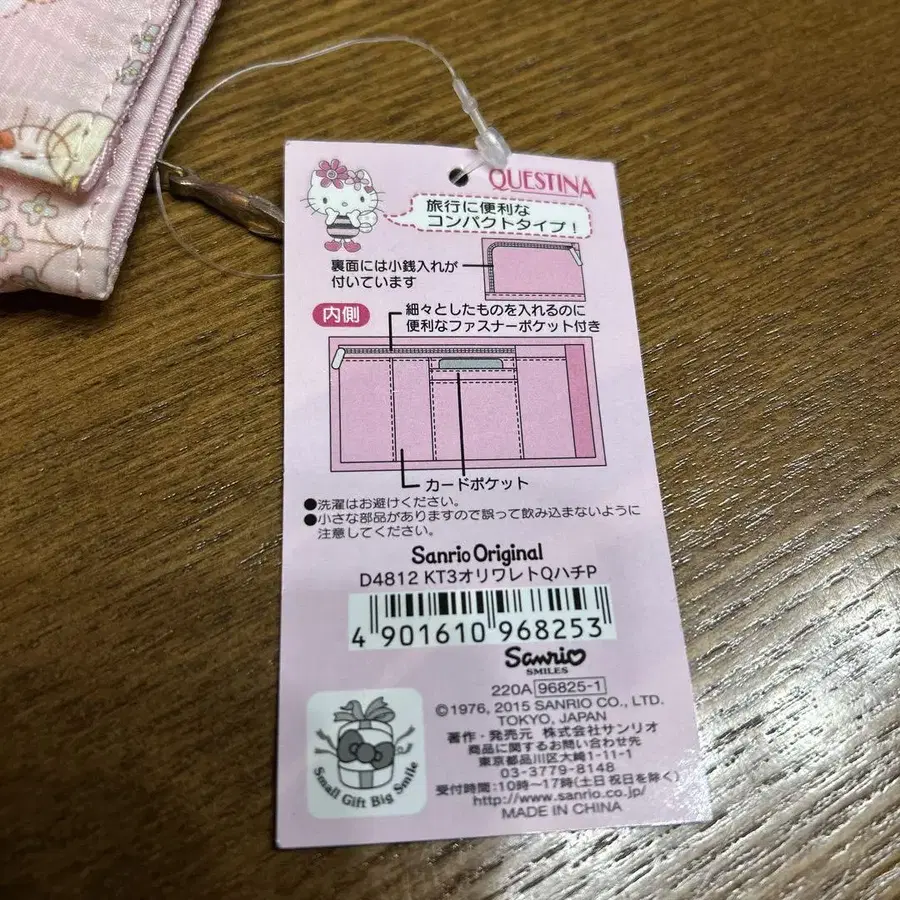 QUESTINA
旅行に便利な
コンパクトタイプ!
裏面には小銭入れが
付いています
内側
細々としたものを入れるのに
便利なファスナーポケット付き
カードポケット
●洗濯はお避けください。
●小さな部品がありますので誤って飲み込まないように
注意してください。
Sanrio Original
D4812 KT3オリワレトQハチP
4 901610 968253
Sanrio
SMILES
220A 96825-1
©1976, 2015 SANRIO CO., LTD.
TOKYO, JAPAN
著作・発売元 株式会社サンリオ
商品に関するお問い合わせ先
東京都品川区大崎1-11-1
03-3779-8148
受付時間:10時〜17時(土日 祝日を除く)
http://www.sanrio.co.jp/
MADE IN CHINA
Small Gift Big Smile